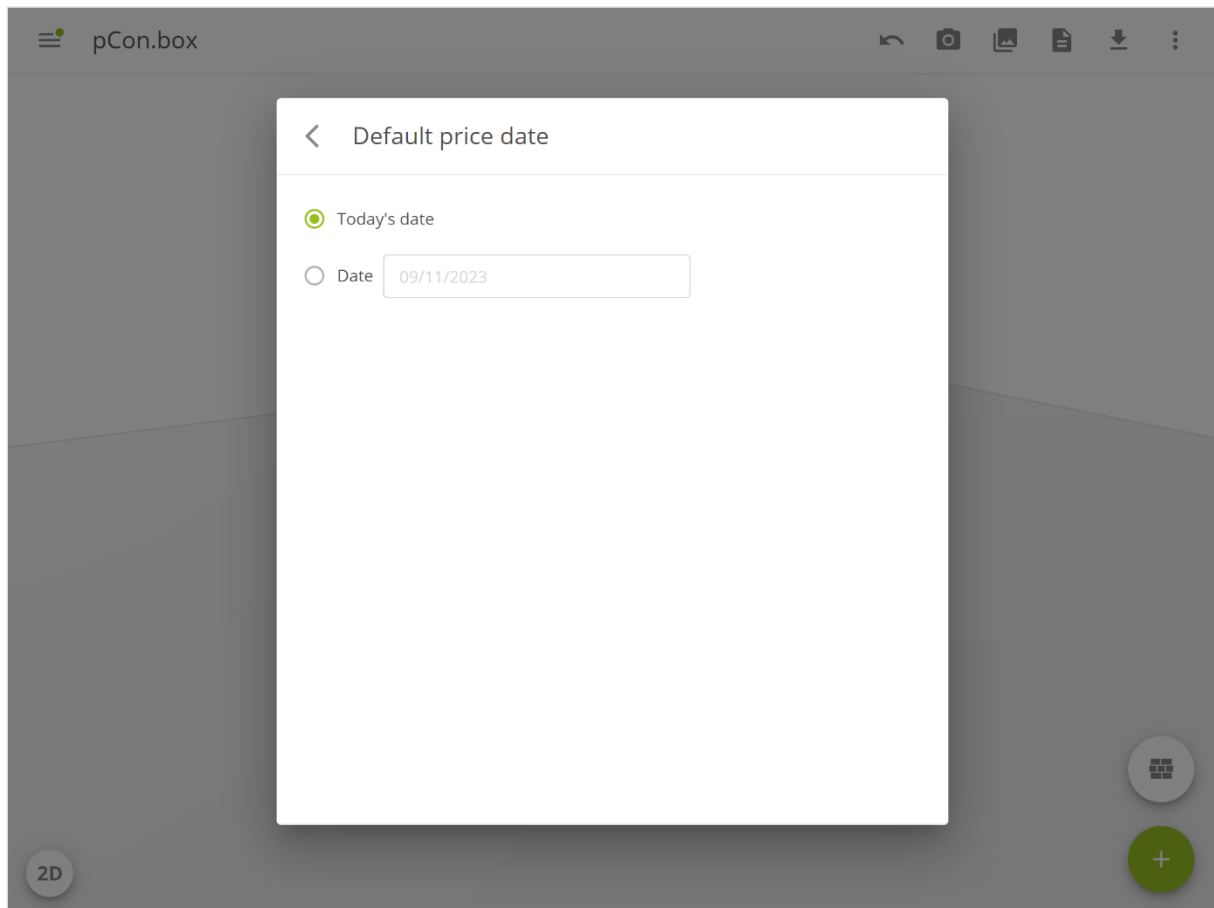 pCon.box
Default price date
Today's date
Date 09/11/2023
2D